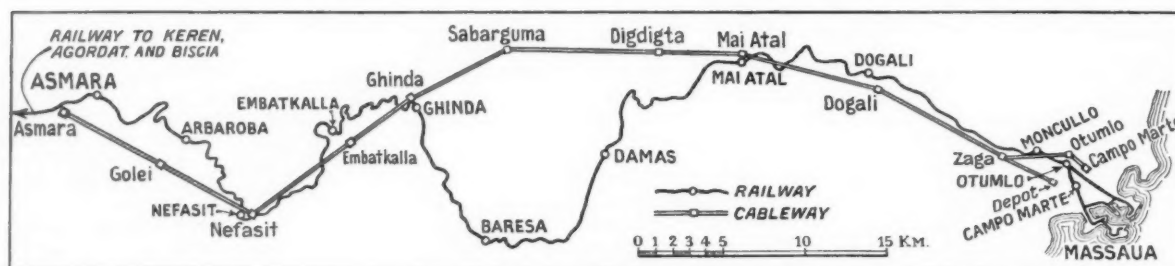 RAILWAY TO KEREN,
AGORDAT. AND BISCIA
ASMARA
Asmara
ARBAROBA
Golei
NEFASIT
Nefasit
EMBATKALLA
Embatkalla
Ghinda
GHINDA
Sabarguma
Digdigta
Mai Atal
MAI ATAL
DOGALI
Dogali
DAMAS
BARESA
MONCULLO
Otumlo
Campo Marte
Zaga
OTUMLO
Depot
CAMPO MARTE
MASSAUA
RAILWAY
CABLEWAY
0 1 2 3 4 5 10 15 KM.